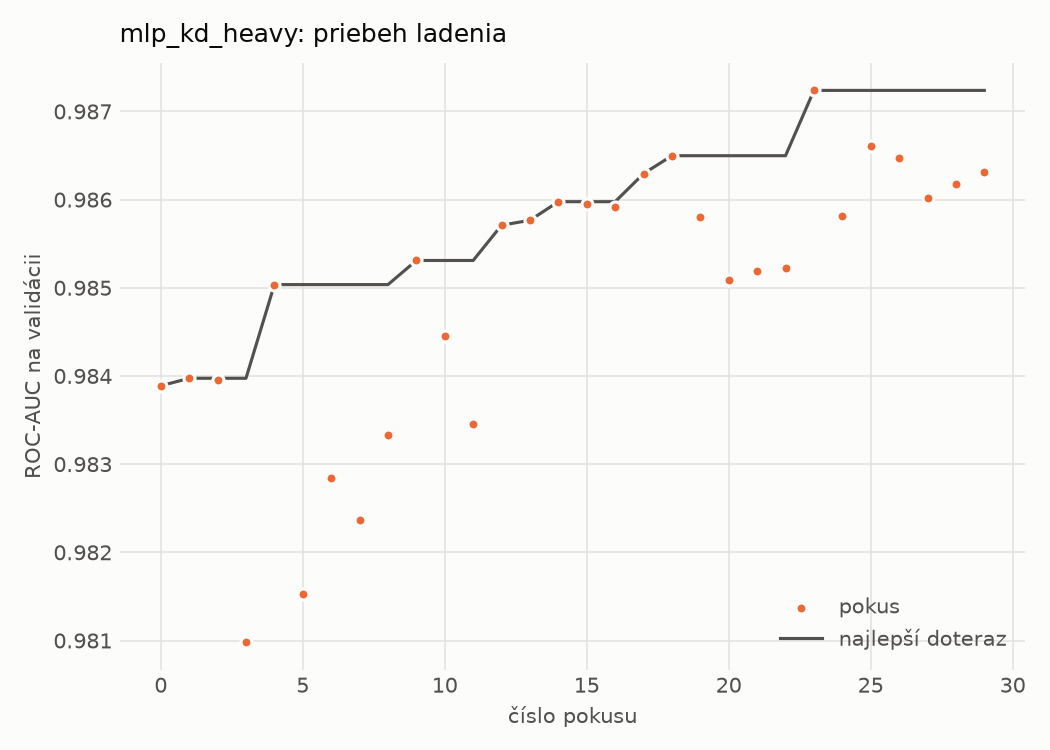 mlp_kd_heavy: priebeh ladenia
ROC-AUC na validácii
0.987
0.986
0.985
0.984
0.983
0.982
0.981
pokus
najlepší doteraz
0 5 10 15 20 25 30
číslo pokusu